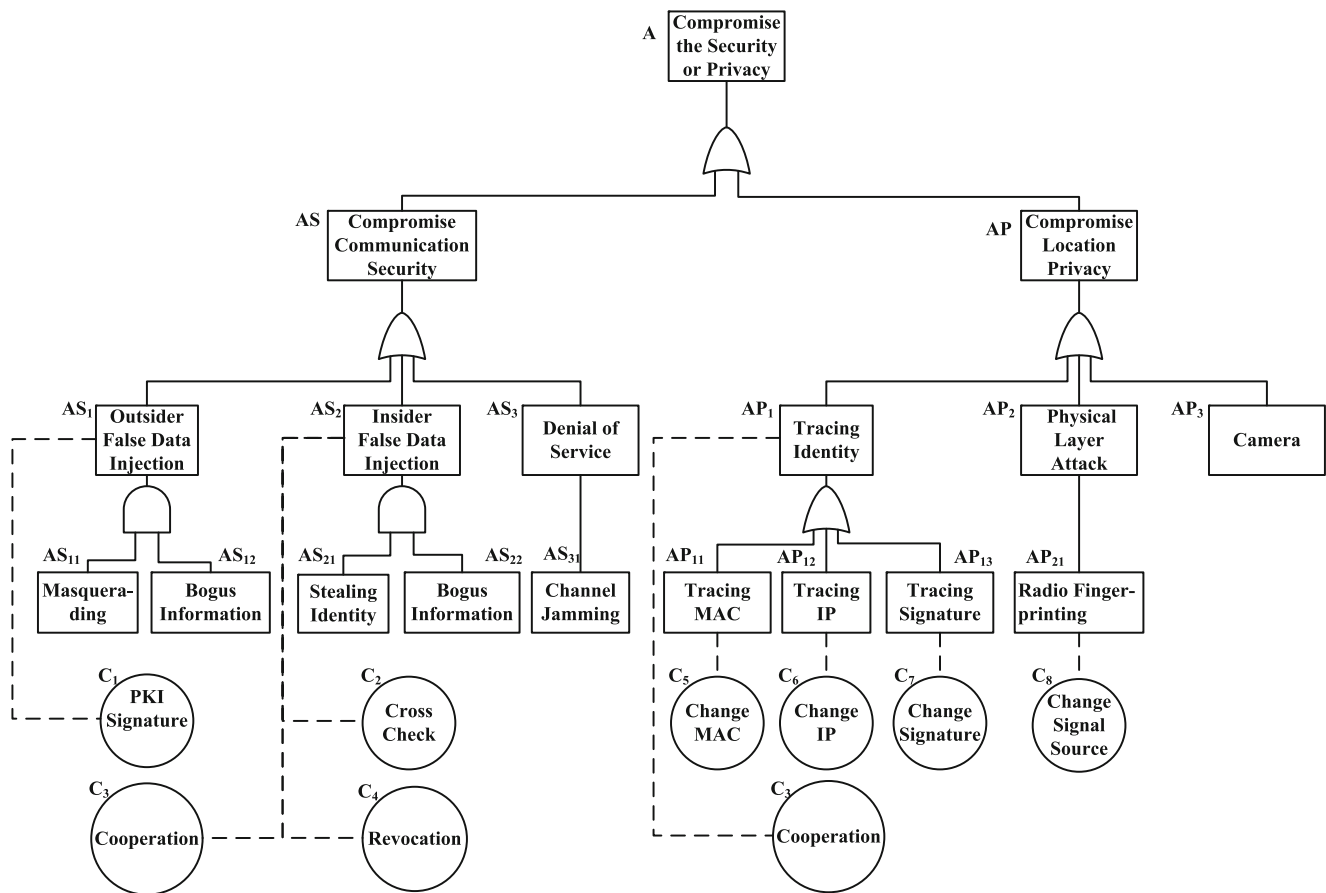 A
Compromise
the Security
or Privacy
AS
Compromise
Communication
Security
AP
Compromise
Location
Privacy
AS₁
Outsider
False Data
Injection
AS₂
Insider
False Data
Injection
AS₃
Denial of
Service
AP₁
Tracing
Identity
AP₂
Physical
Layer
Attack
AP₃
Camera
AS₁₁
Masquera-
ding
AS₁₂
Bogus
Information
AS₂₁
Stealing
Identity
AS₂₂
Bogus
Information
AS₃₁
Channel
Jamming
AP₁₁
Tracing
MAC
AP₁₂
Tracing
IP
AP₁₃
Tracing
Signature
AP₂₁
Radio Finger-
printing
C₁
PKI
Signature
C₂
Cross
Check
C₅
Change
MAC
C₆
Change
IP
C₇
Change
Signature
C₈
Change
Signal
Source
C₃
Cooperation
C₄
Revocation
C₃
Cooperation